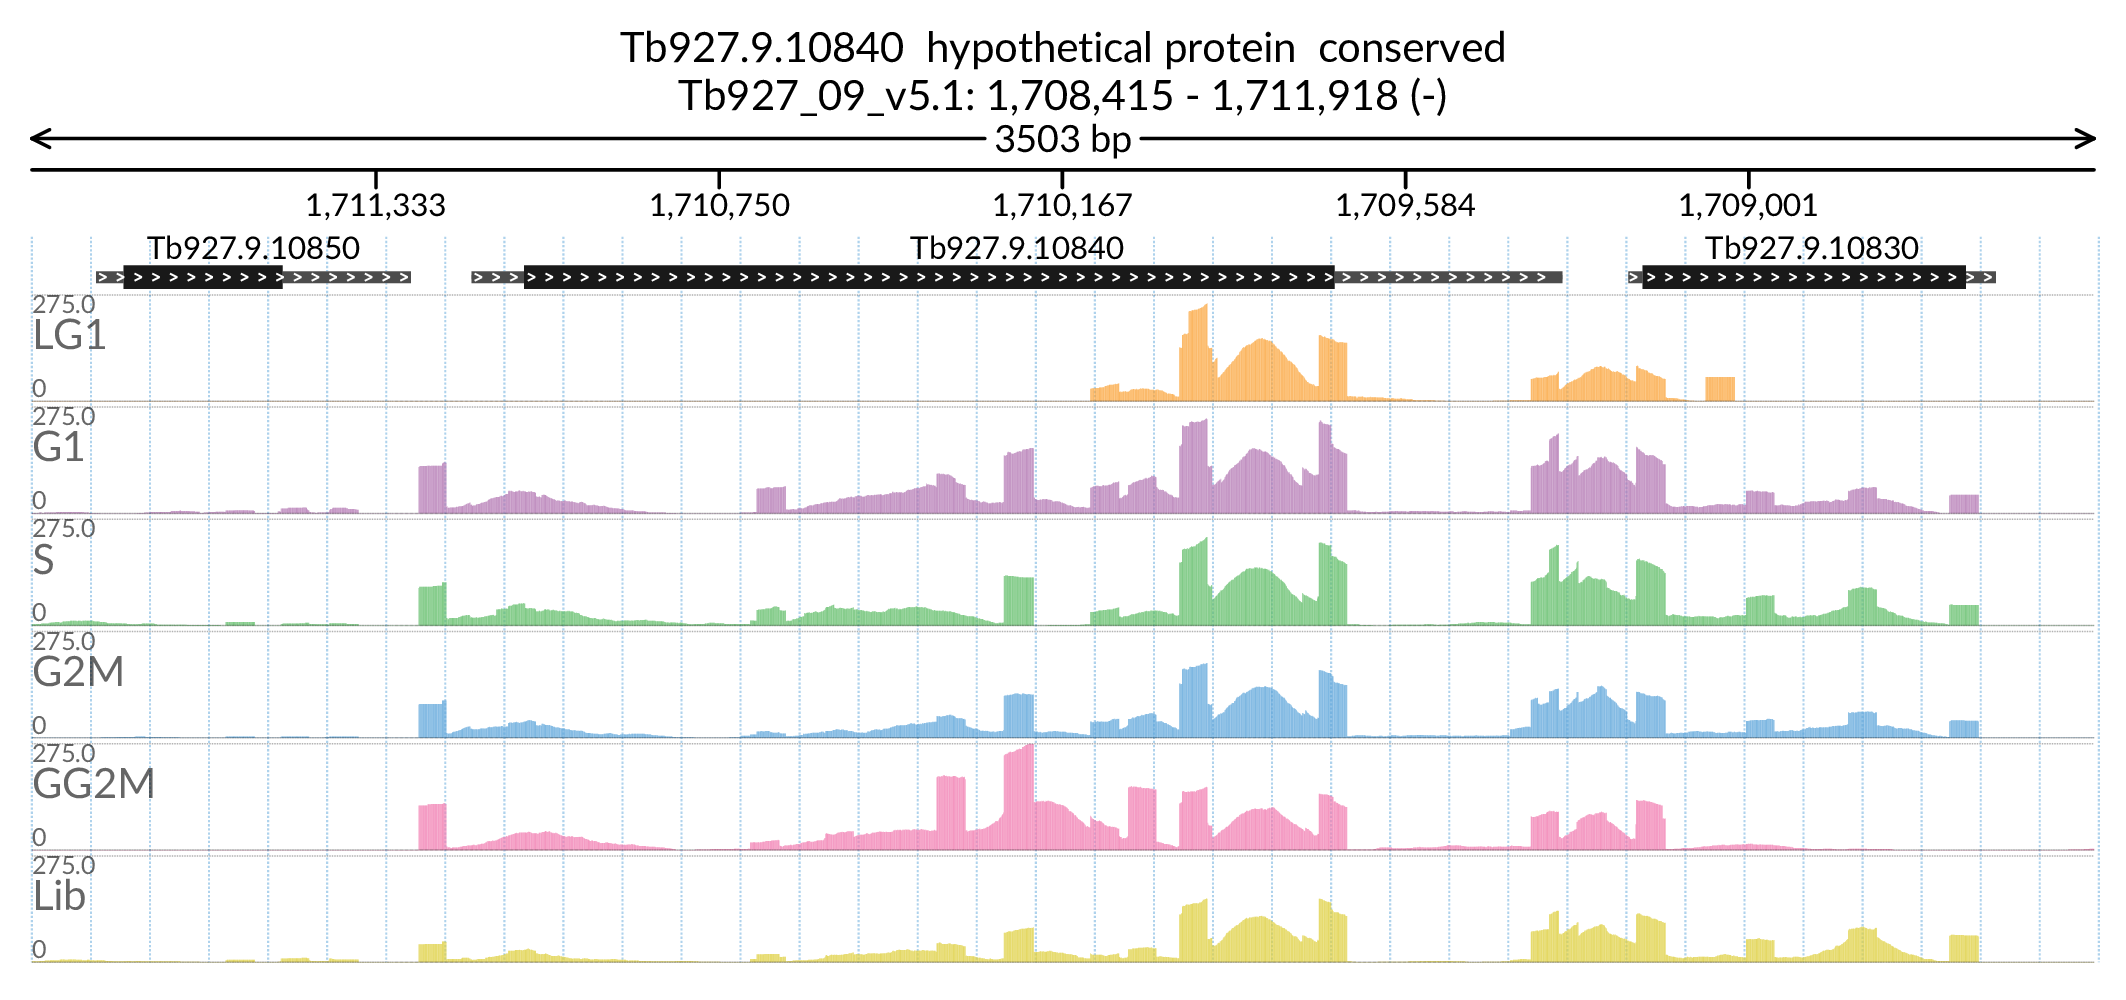 Tb927.9.10840 hypothetical protein conserved
Tb927_09_v5.1: 1,708,415 - 1,711,918 (-)
3503 bp
1,711,333 1,710,750 1,710,167 1,709,584 1,709,001
Tb927.9.10850 Tb927.9.10840 Tb927.9.10830
275.0
LG1
0
275.0
G1
0
275.0
S
0
275.0
G2M
0
275.0
GG2M
0
275.0
Lib
0